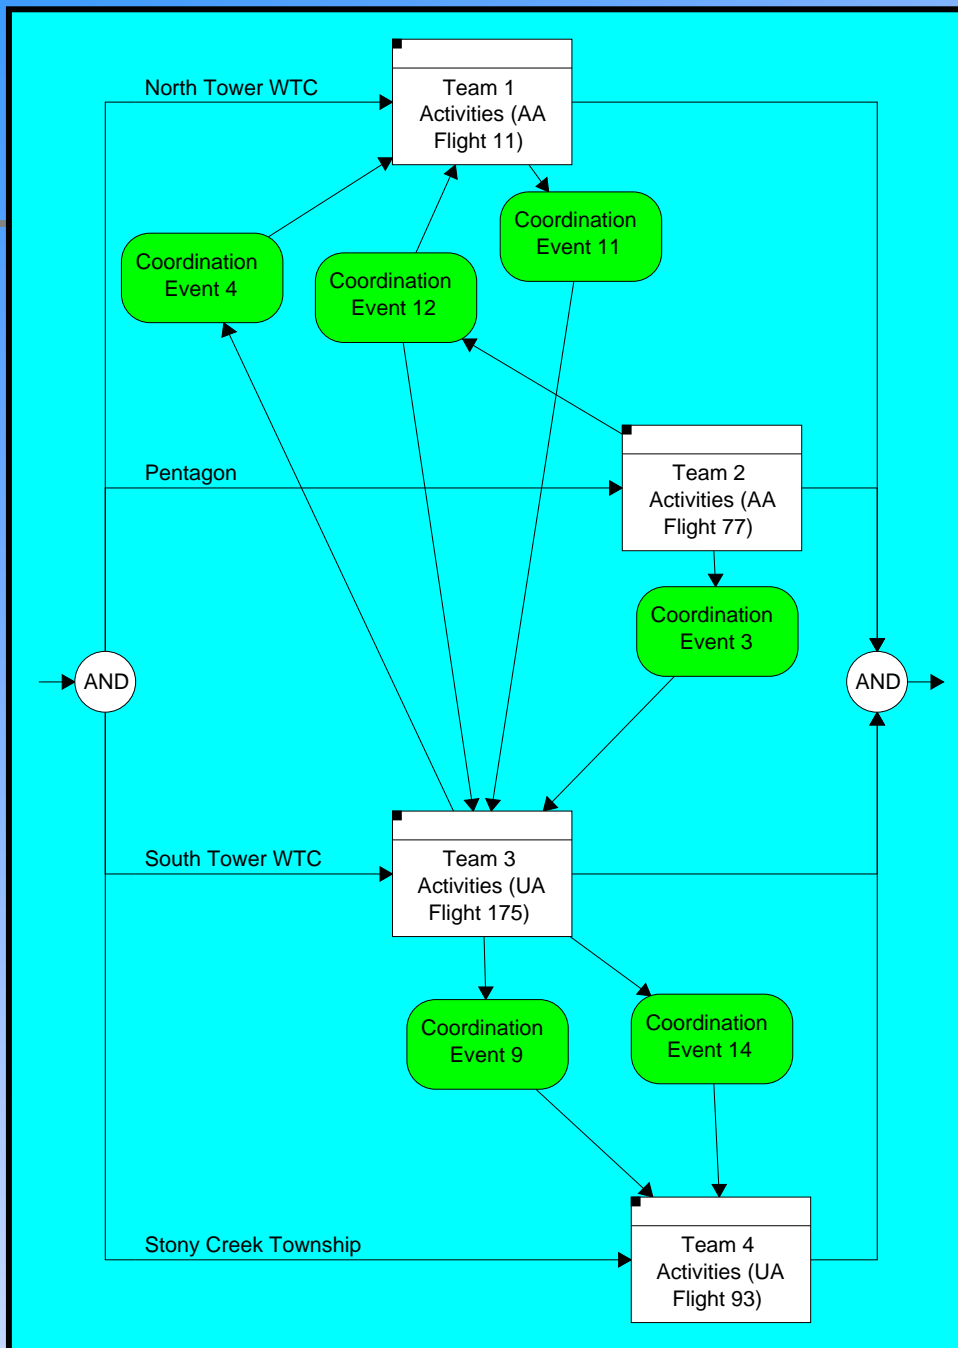 North Tower WTC
Team 1
Activities (AA
Flight 11)
Coordination
Event 11
Coordination
Event 4
Coordination
Event 12
Pentagon
Team 2
Activities (AA
Flight 77)
Coordination
Event 3
AND
AND
South Tower WTC
Team 3
Activities (UA
Flight 175)
Coordination
Event 9
Coordination
Event 14
Stony Creek Township
Team 4
Activities (UA
Flight 93)